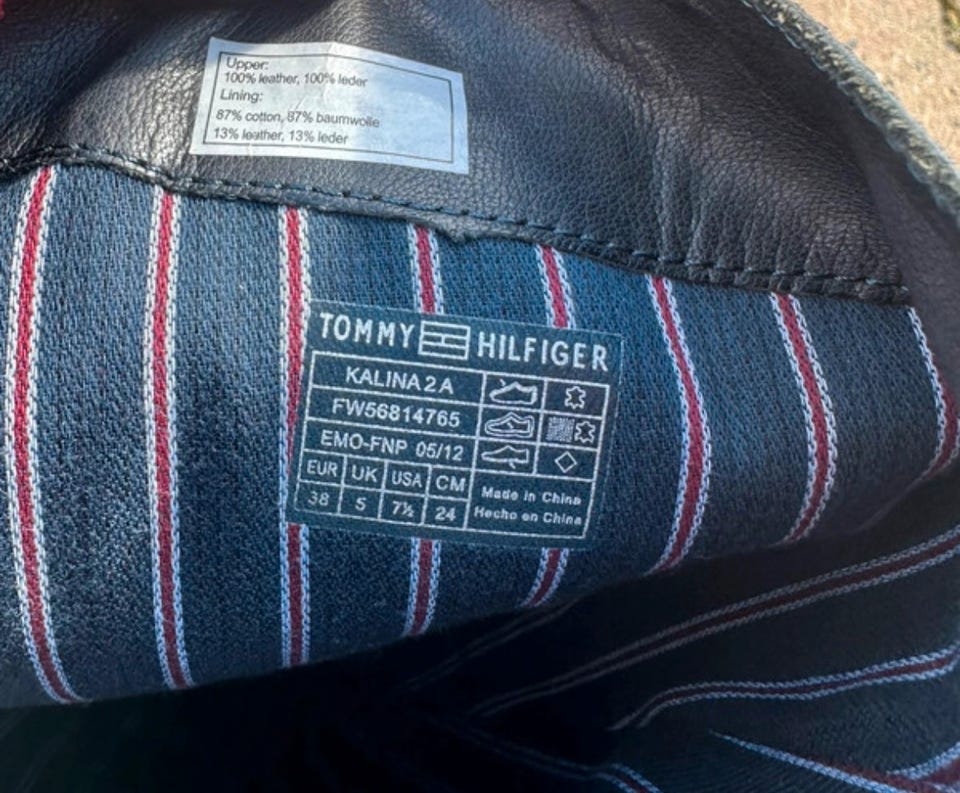 Upper:
100% leather, 100% leder
Lining:
87% cotton, 87% baumwolle
13% leather, 13% leder
TOMMY HILFIGER
KALINA 2 A
FW56814765
EMO-FNP 05/12
EUR UK USA CM
38 5 7½ 24
Made in China
Hecho en China